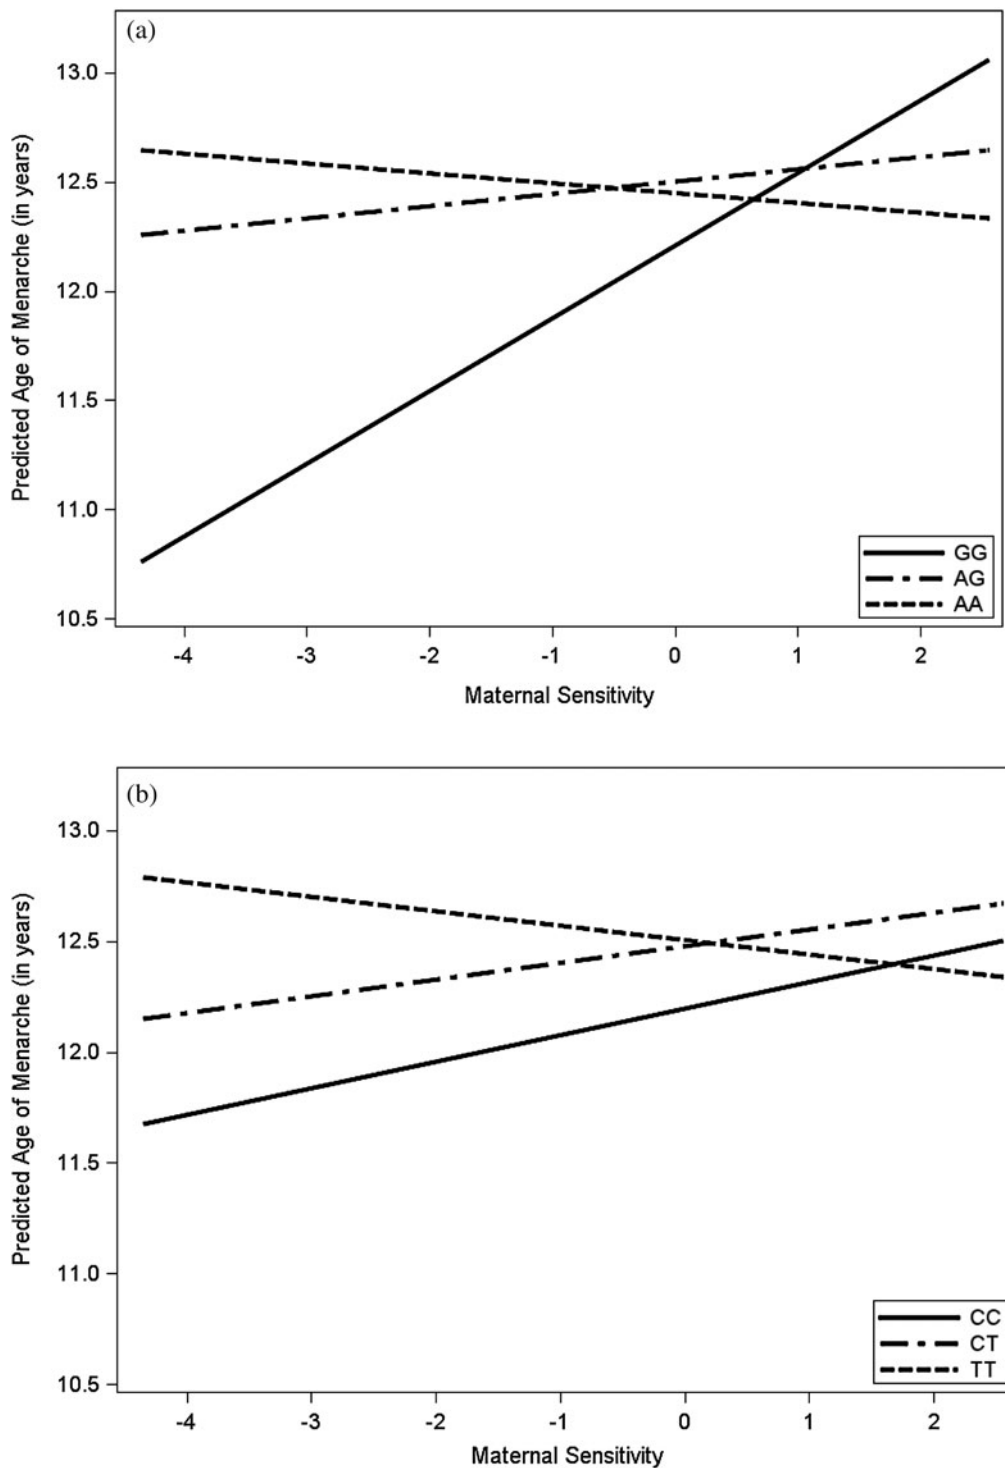 (a)
13.0
12.5
12.0
11.5
11.0
10.5
Predicted Age of Menarche (in years)
-4 -3 -2 -1 0 1 2
Maternal Sensitivity
GG
AG
AA
(b)
13.0
12.5
12.0
11.5
11.0
10.5
Predicted Age of Menarche (in years)
-4 -3 -2 -1 0 1 2
Maternal Sensitivity
CC
CT
TT